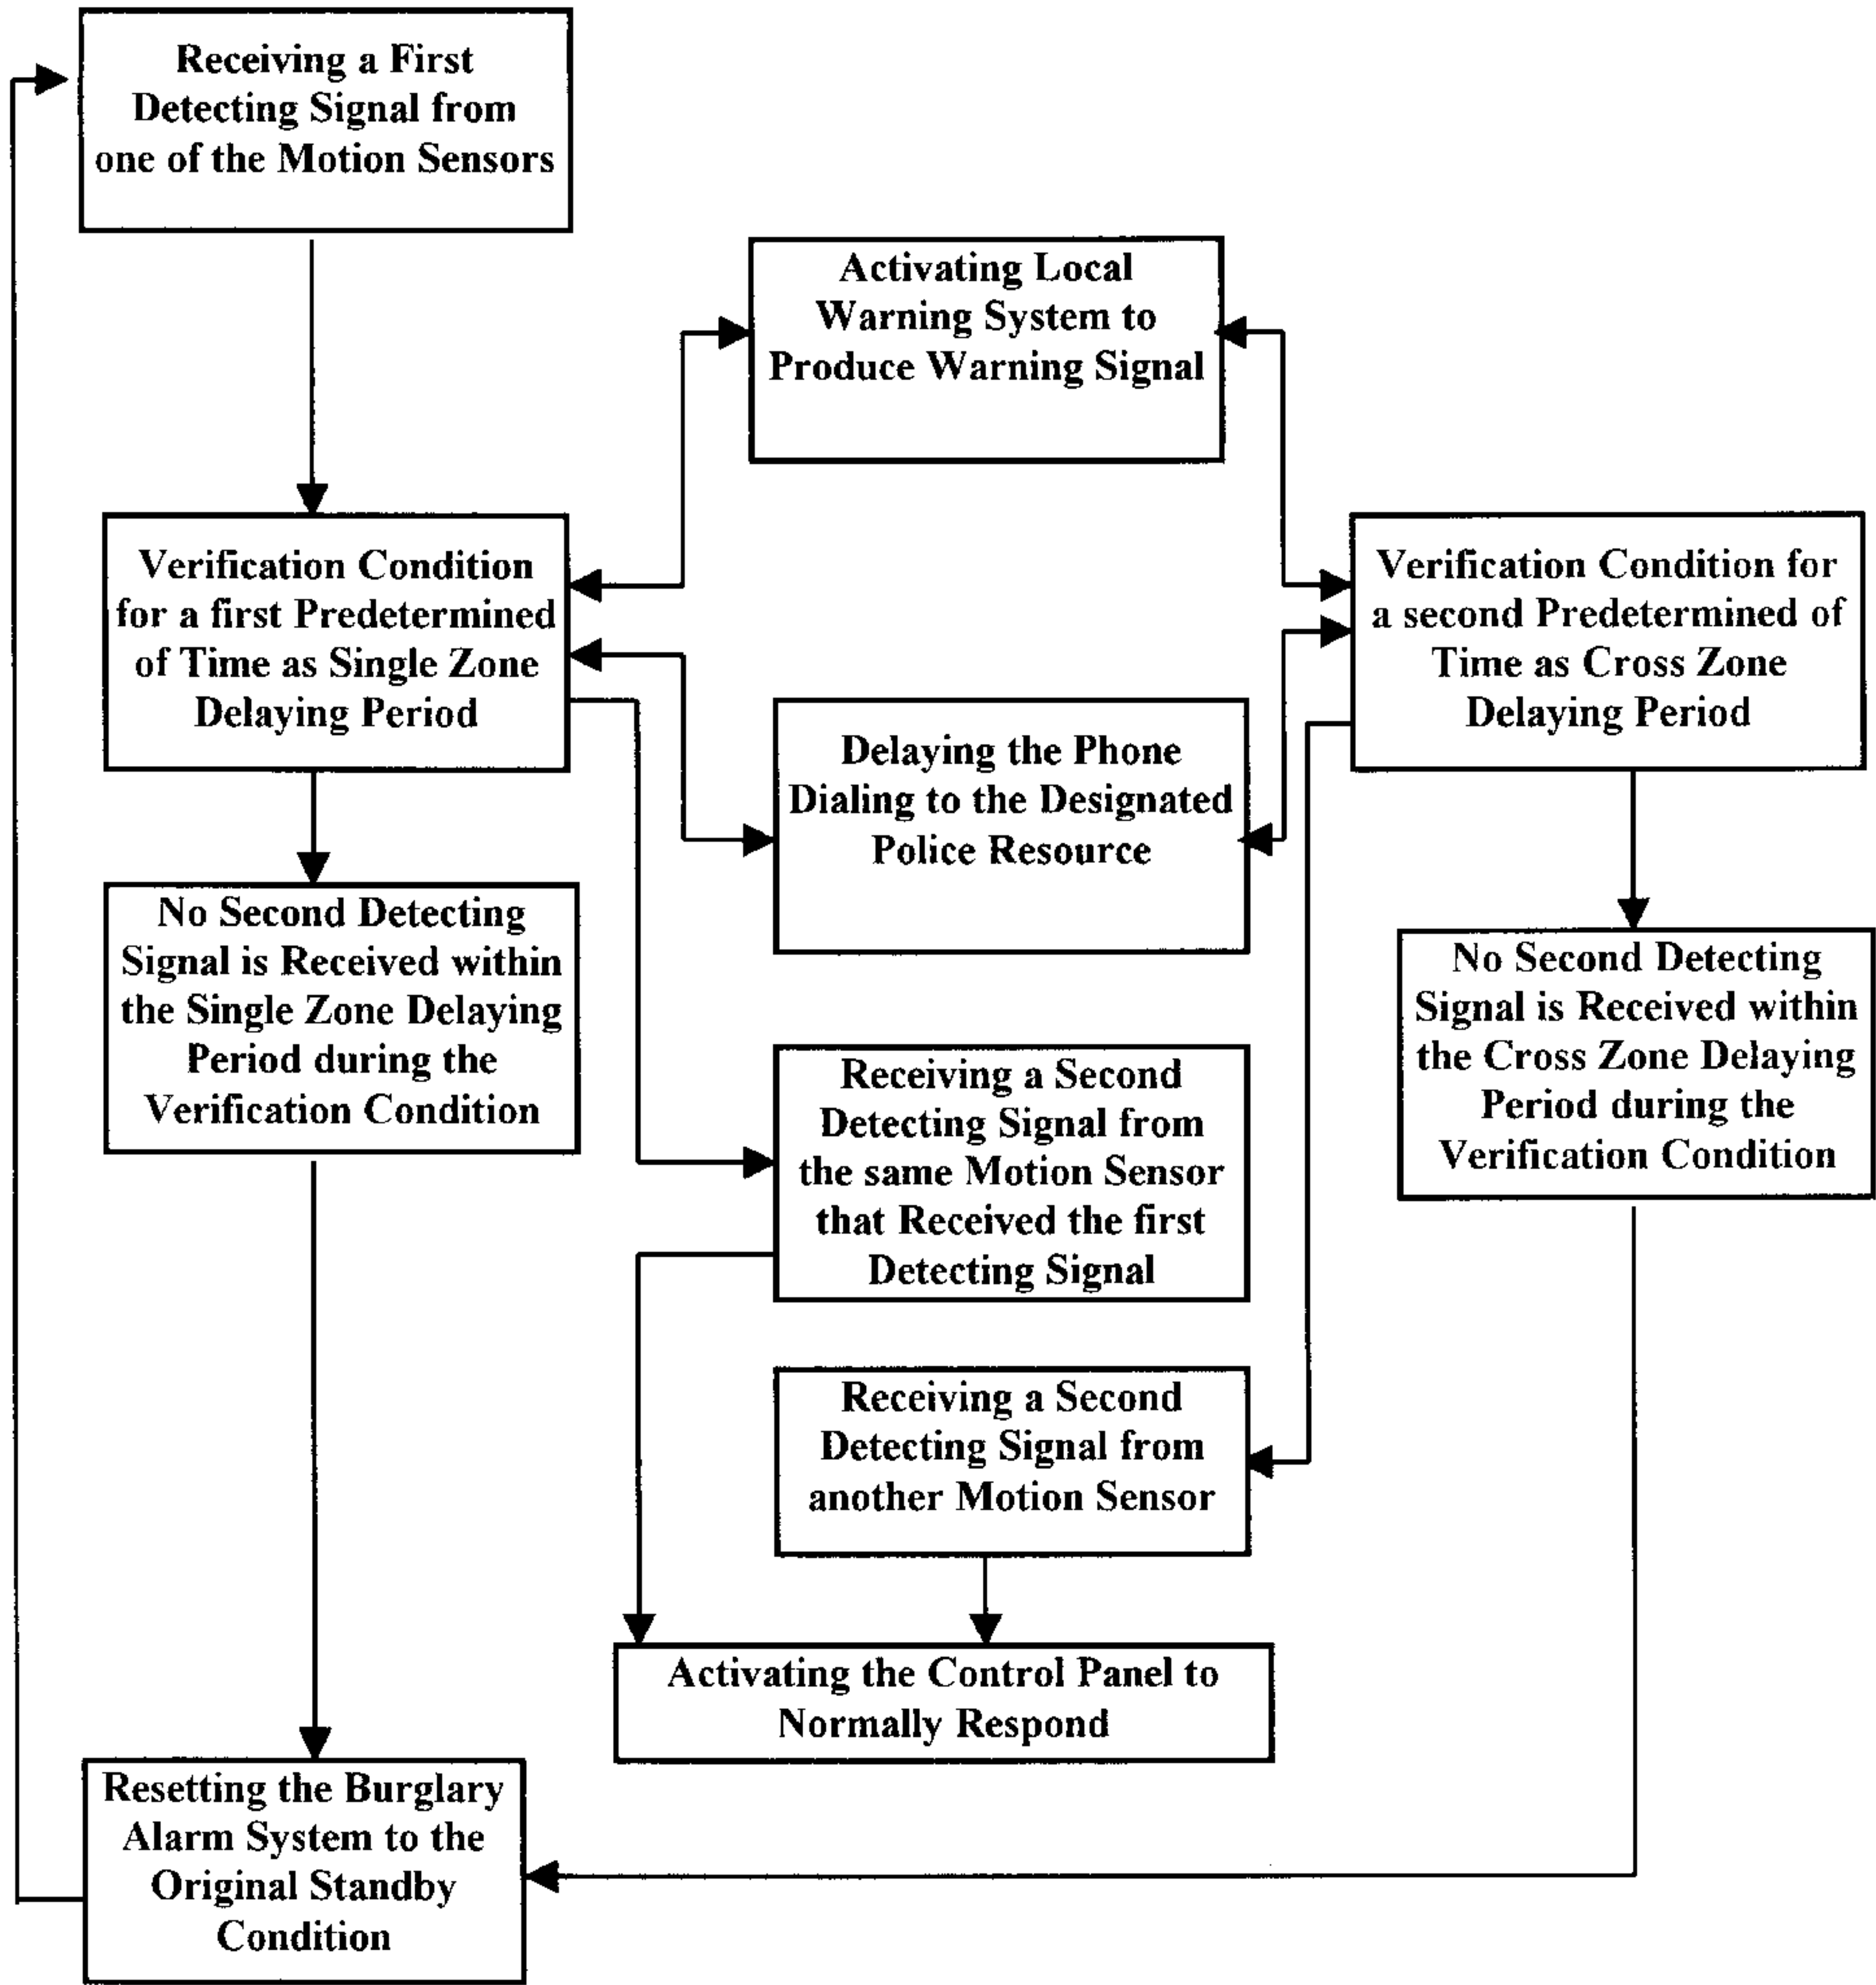 Receiving a First
Detecting Signal from
one of the Motion Sensors
Activating Local
Warning System to
Produce Warning Signal
Verification Condition
for a first Predetermined
of Time as Single Zone
Delaying Period
Verification Condition for
a second Predetermined of
Time as Cross Zone
Delaying Period
Delaying the Phone
Dialing to the Designated
Police Resource
No Second Detecting
Signal is Received within
the Single Zone Delaying
Period during the
Verification Condition
No Second Detecting
Signal is Received within
the Cross Zone Delaying
Period during the
Verification Condition
Receiving a Second
Detecting Signal from
the same Motion Sensor
that Received the first
Detecting Signal
Receiving a Second
Detecting Signal from
another Motion Sensor
Activating the Control Panel to
Normally Respond
Resetting the Burglary
Alarm System to the
Original Standby
Condition